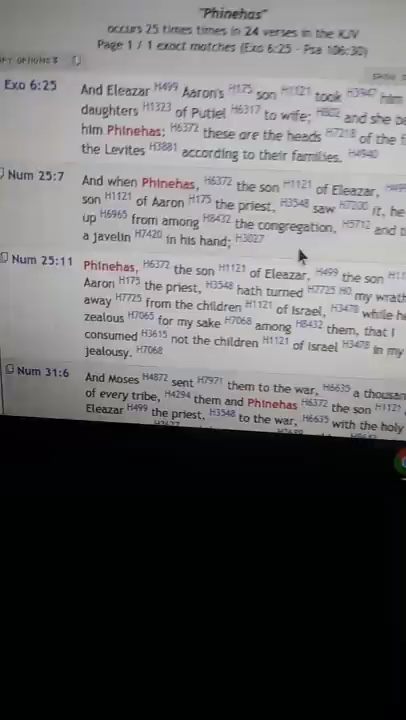 "Phinehas"
occurs 25 times times in 24 verses in the KJV
Page 1 / 1 exact matches (Exo 6:25 - Psa 106:30)
Exo 6:25 And Eleazar H499 Aaron's H175 son H1121 took H3947 him
daughters H1323 of Putiel H6317 to wife; H802 and she
him Phinehas: H6372 these are the heads H7218 of the
the Levites H3881 according to their families. H4940
Num 25:7 And when Phinehas, H6372 the son H1121 of Eleazar, H499
son H1121 of Aaron H175 the priest, H3548 saw H7200 it, he
up H6965 from among H8432 the congregation, H5712 and
a javelin H7420 in his hand; H3027
Num 25:11 Phinehas, H6372 the son H1121 of Eleazar, H499 the son
Aaron H175 the priest, H3548 hath turned H7725 H0 my wrath
away H7725 from the children H1121 of Israel, H3478 while
zealous H7065 for my sake H7068 among H8432 them, that I
consumed H3615 not the children H1121 of Israel H3478 in my
jealousy. H7068
Num 31:6 And Moses H4872 sent H7971 them to the war, H6635 a
of every tribe, H4294 them and Phinehas H6372 the son H1121
Eleazar H499 the priest, H3548 to the war, H6635 with the holy